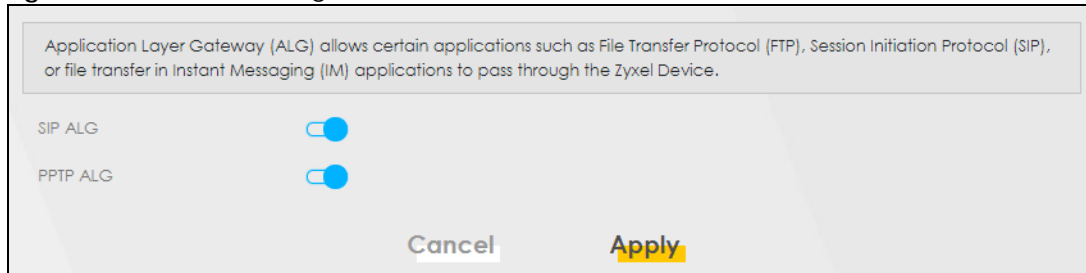 Application Layer Gateway (ALG) allows certain applications such as File Transfer Protocol (FTP), Session Initiation Protocol (SIP),
or file transfer in Instant Messaging (IM) applications to pass through the Zyxel Device.
SIP ALG
PPTP ALG
Cancel Apply